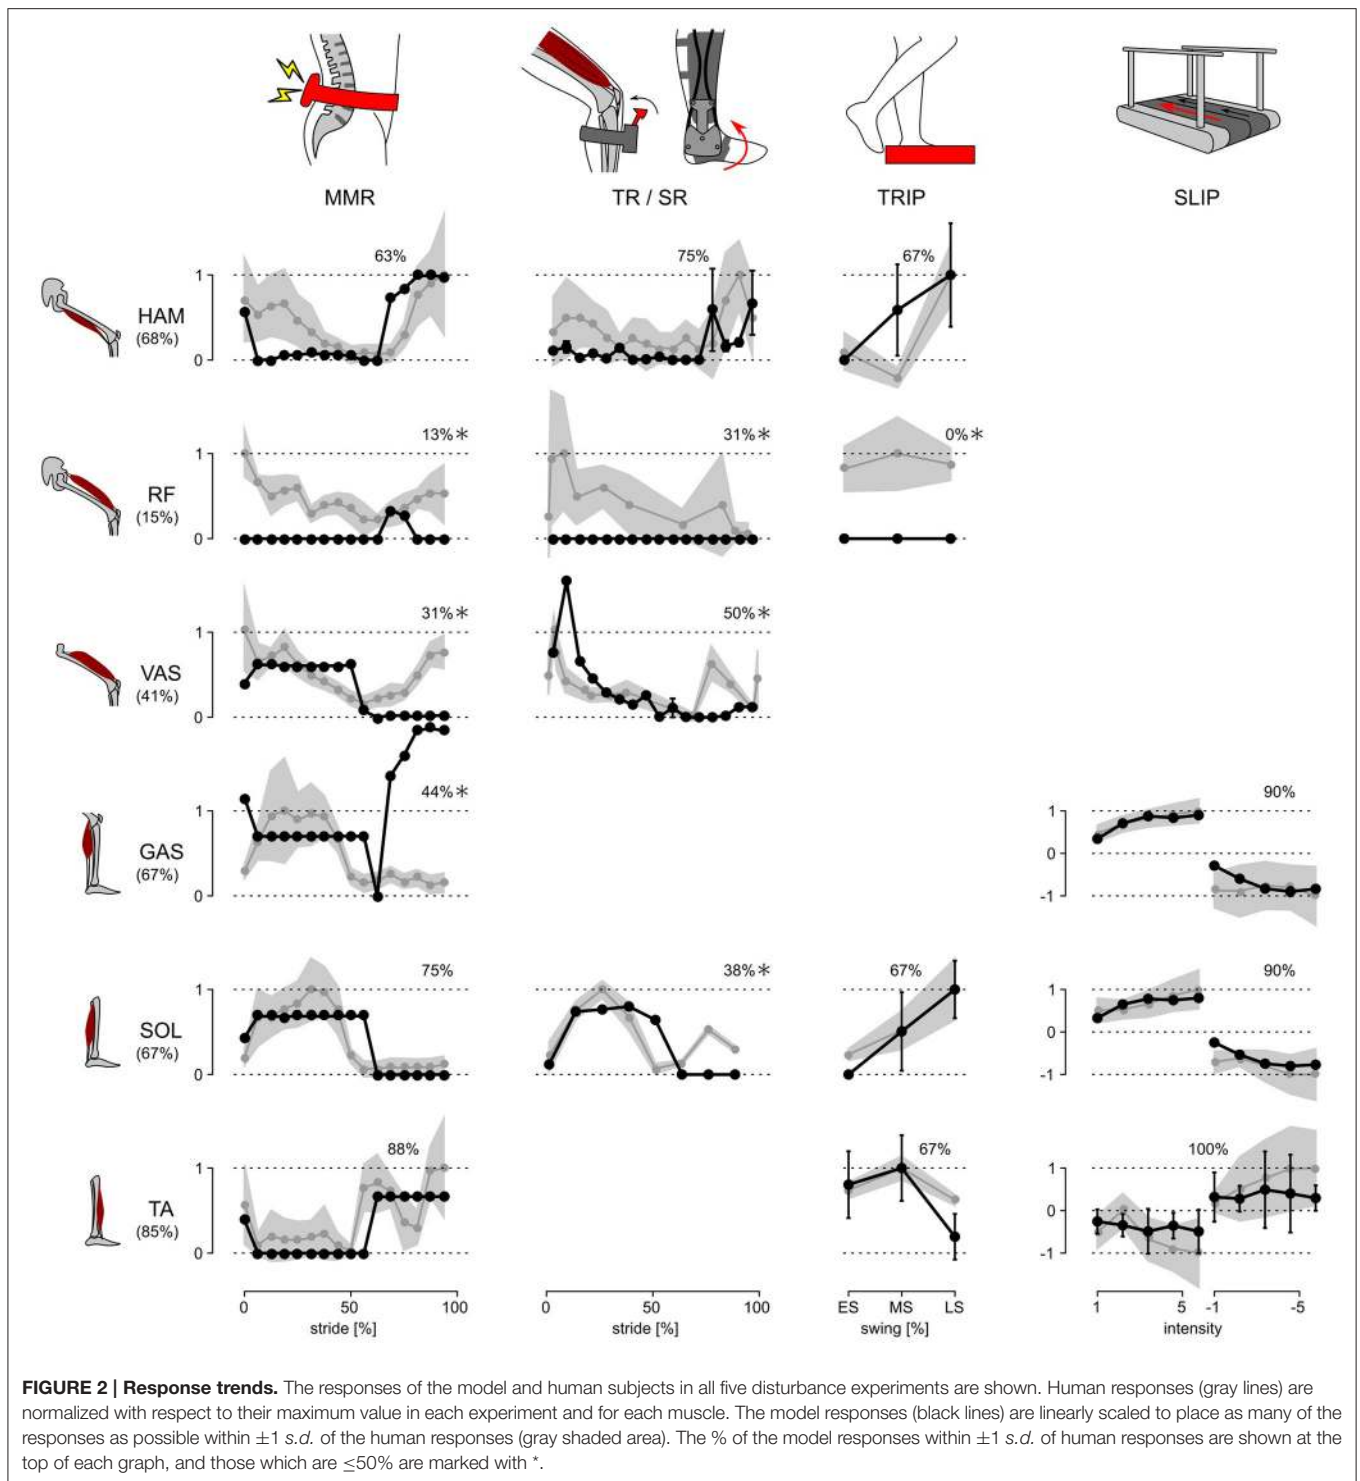 MMR
TR / SR
TRIP
SLIP
HAM
(68%)
1
0
63%
75%
67%
RF
(15%)
1
0
13%*
31%*
0%*
VAS
(41%)
1
0
31%*
50%*
GAS
(67%)
1
0
44%*
1
0
-1
90%
SOL
(67%)
1
0
75%
38%*
67%
1
0
-1
90%
TA
(85%)
1
0
88%
67%
1
0
-1
100%
0 50 100
stride [%]
0 50 100
stride [%]
ES MS LS
swing [%]
1 5 -1 -5
intensity
FIGURE 2 | Response trends. The responses of the model and human subjects in all five disturbance experiments are shown. Human responses (gray lines) are
normalized with respect to their maximum value in each experiment and for each muscle. The model responses (black lines) are linearly scaled to place as many of the
responses as possible within ±1 s.d. of the human responses (gray shaded area). The % of the model responses within ±1 s.d. of human responses are shown at the
top of each graph, and those which are ≤50% are marked with *.